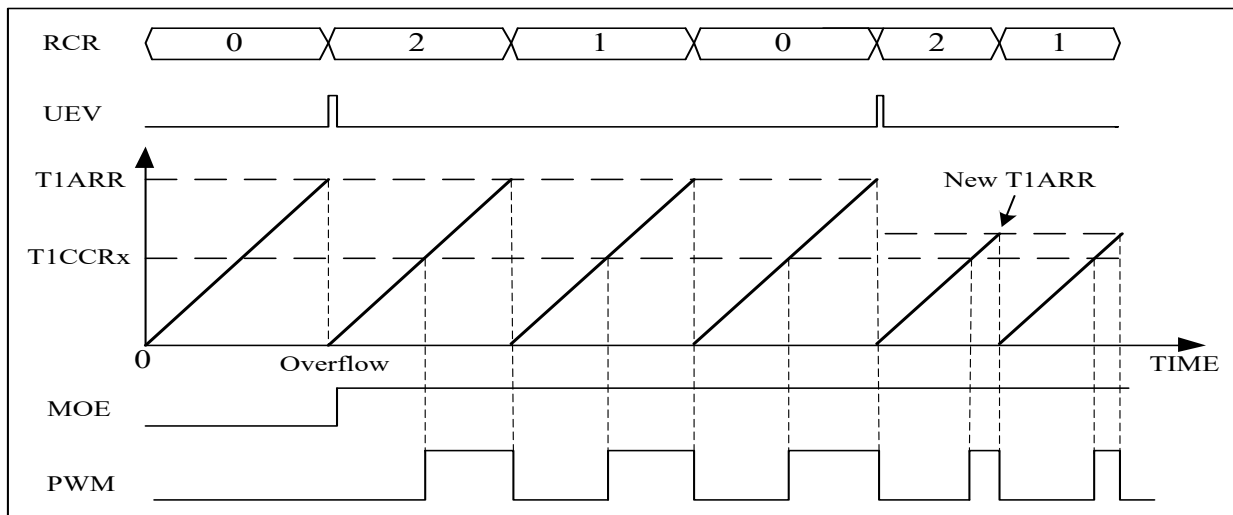 RCR 0 2 1 0 2 1
UEV
T1ARR
New T1ARR
T1CCRx
0
Overflow
TIME
MOE
PWM